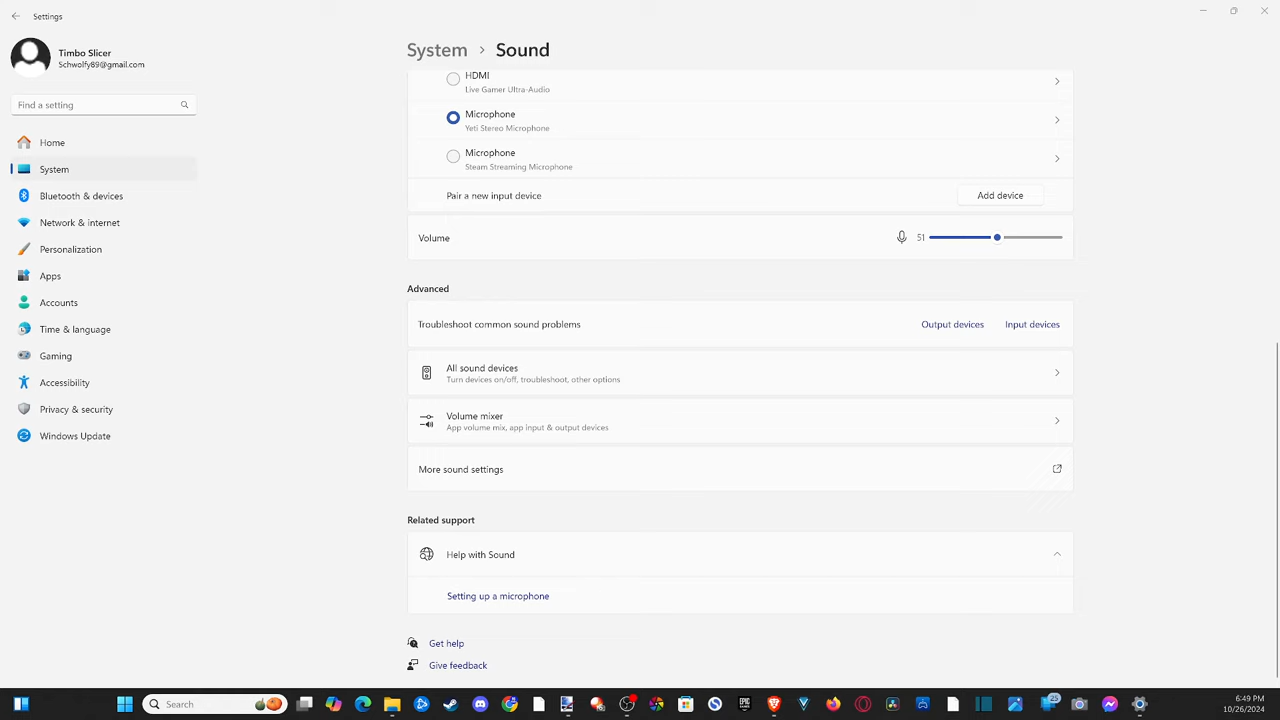 Settings
Timbo Slicer
Schwolfy89@gmail.com
Find a setting
Home
System
Bluetooth & devices
Network & internet
Personalization
Apps
Accounts
Time & language
Gaming
Accessibility
Privacy & security
Windows Update
System > Sound
HDMI
Live Gamer Ultra-Audio
Microphone
Yeti Stereo Microphone
Microphone
Steam Streaming Microphone
Pair a new input device
Add device
Volume
51
Advanced
Troubleshoot common sound problems
Output devices
Input devices
All sound devices
Turn devices on/off, troubleshoot, other options
Volume mixer
App volume mix, app input & output devices
More sound settings
Related support
Help with Sound
Setting up a microphone
Get help
Give feedback
Search
25
6:49 PM
10/26/2024